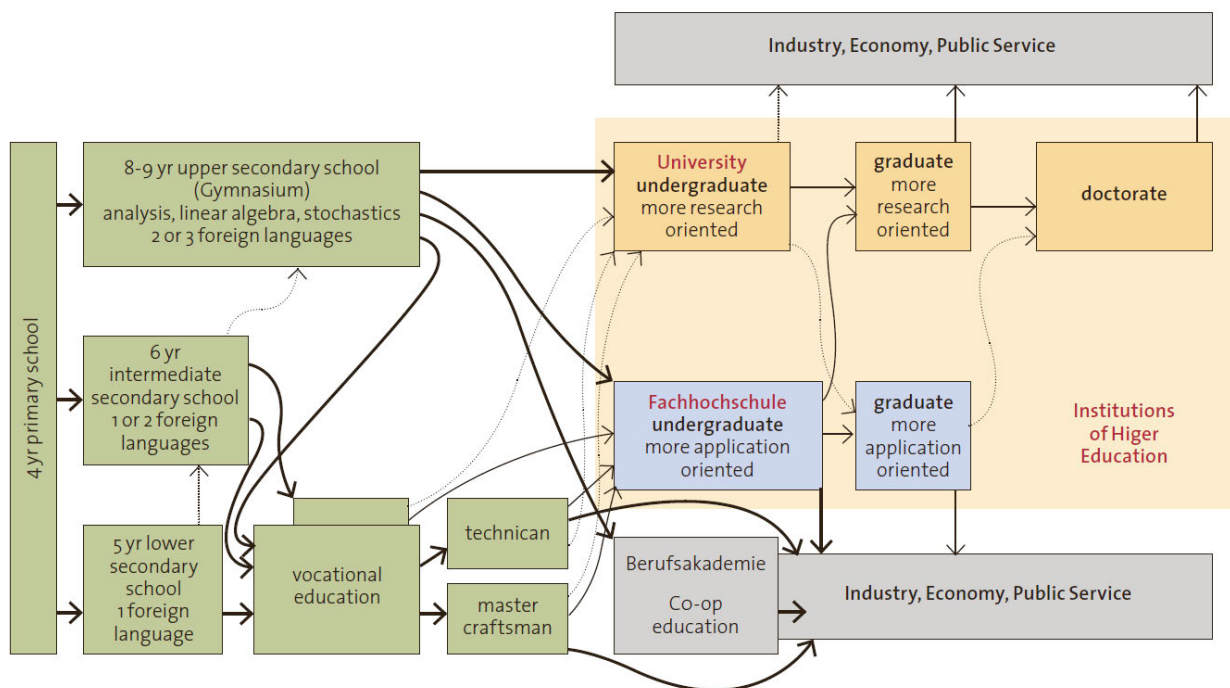 Industry, Economy, Public Service
4 yr primary school
8-9 yr upper secondary school
(Gymnasium)
analysis, linear algebra, stochastics
2 or 3 foreign languages
University
undergraduate
more research
oriented
graduate
more
research
oriented
doctorate
6 yr
intermediate
secondary school
1 or 2 foreign
languages
Fachhochschule
undergraduate
more application
oriented
graduate
more
application
oriented
Institutions
of Higer
Education
5 yr lower
secondary
school
1 foreign
language
vocational
education
technican
master
craftsman
Berufsakademie
Co-op
education
Industry, Economy, Public Service